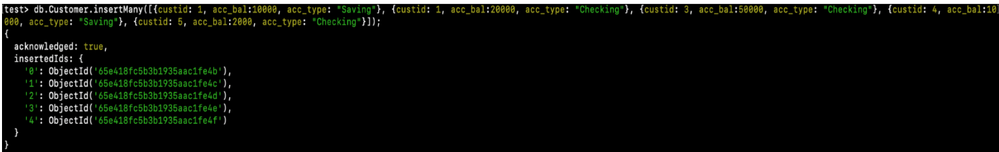 [test> db.Customer.insertMany([{custid: 1, acc_bal:10000, acc_type: "Saving"}, {custid: 1, acc_bal:20000, acc_type: "Checking"}, {custid: 3, acc_bal:50000, acc_type: "Checking"}, {custid: 4, acc_bal:10]
000, acc_type: "Saving"}, {custid: 5, acc_bal:2000, acc_type: "Checking"}]);
{
  acknowledged: true,
  insertedIds: {
    '0': ObjectId('65e418fc5b3b1935aac1fe4b'),
    '1': ObjectId('65e418fc5b3b1935aac1fe4c'),
    '2': ObjectId('65e418fc5b3b1935aac1fe4d'),
    '3': ObjectId('65e418fc5b3b1935aac1fe4e'),
    '4': ObjectId('65e418fc5b3b1935aac1fe4f')
  }
}